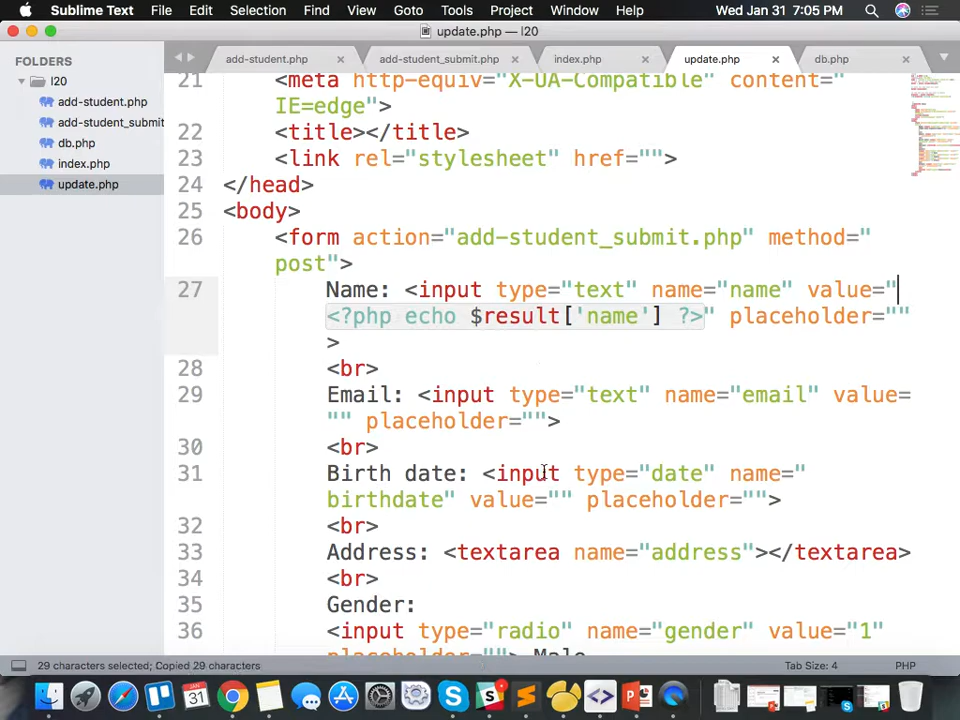 Sublime Text File Edit Selection Find View Goto Tools Project Window Help Wed Jan 31 7:05 PM
update.php — l20
FOLDERS
l20
add-student.php
add-student_submit
db.php
index.php
update.php
add-student.php add-student_submit.php index.php update.php db.php
21 <meta http-equiv="X-UA-Compatible" content="
IE=edge">
22 <title></title>
23 <link rel="stylesheet" href="">
24 </head>
25 <body>
26 <form action="add-student_submit.php" method="
post">
27 Name: <input type="text" name="name" value="
<?php echo $result['name'] ?>" placeholder=""
>
28 <br>
29 Email: <input type="text" name="email" value=
"" placeholder="">
30 <br>
31 Birth date: <input type="date" name="
birthdate" value="" placeholder="">
32 <br>
33 Address: <textarea name="address"></textarea>
34 <br>
35 Gender:
36 <input type="radio" name="gender" value="1"
placeholder=""> Male
29 characters selected; Copied 29 characters Tab Size: 4 PHP